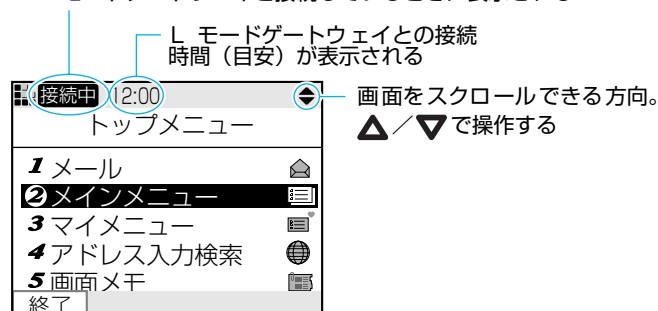 L モードゲートウェイとの接続
時間（目安）が表示される
接続中 12:00
画面をスクロールできる方向。
△／▽で操作する
トップメニュー
1 メール
2 メインメニュー
3 マイメニュー
4 アドレス入力検索
5 画面メモ
終了